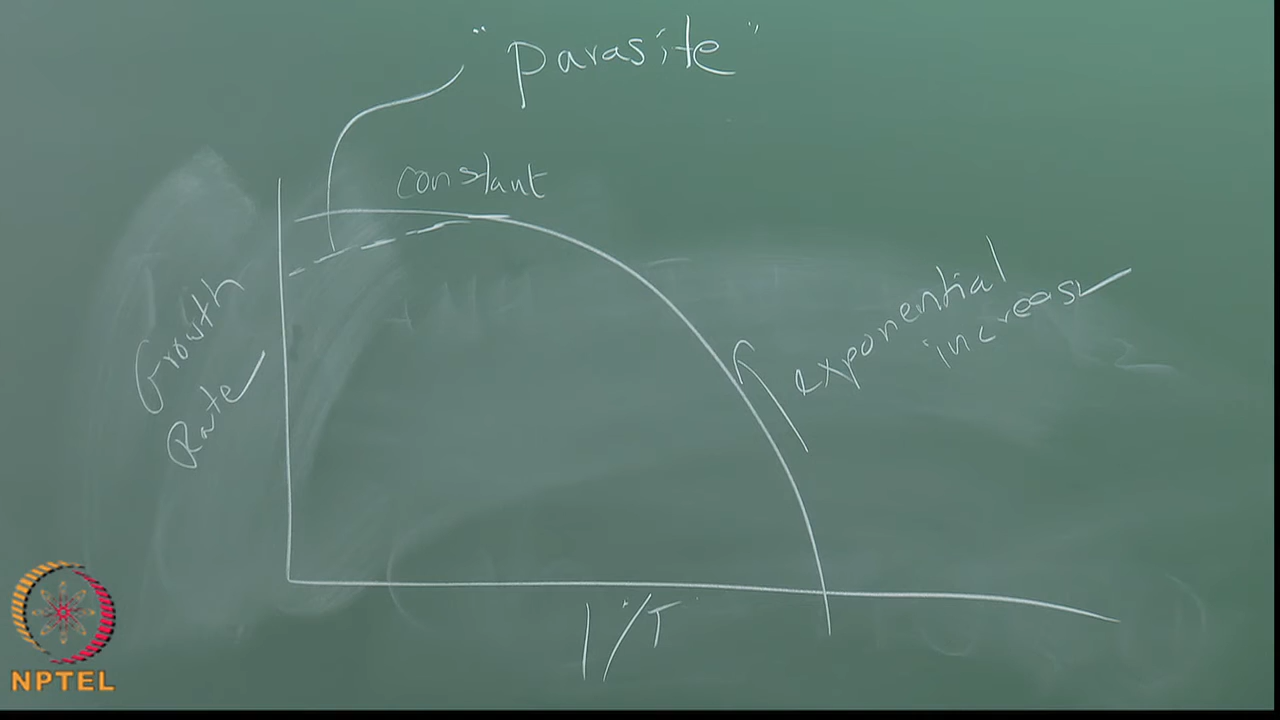 "parasite"
constant
Growth
Rate
exponential
increase
1/T
NPTEL